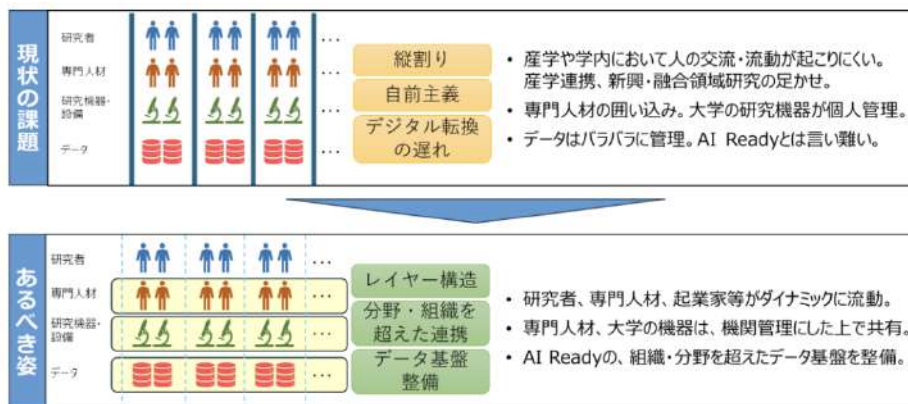 現状の課題
研究者
専門人材
研究機器・
設備
データ
…
…
…
…
縦割り
自前主義
デジタル転換
の遅れ
• 産学や学内において人の交流・流動が起こりにくい。
産学連携、新興・融合領域研究の足かせ。
• 専門人材の囲い込み。大学の研究機器が個人管理。
• データはバラバラに管理。AI Readyとは言い難い。
あるべき姿
研究者
専門人材
研究機器・
設備
データ
…
…
…
…
レイヤー構造
分野・組織を
超えた連携
データ基盤
整備
• 研究者、専門人材、起業家等がダイナミックに流動。
• 専門人材、大学の機器は、機関管理にした上で共有。
• AI Readyの、組織・分野を超えたデータ基盤を整備。